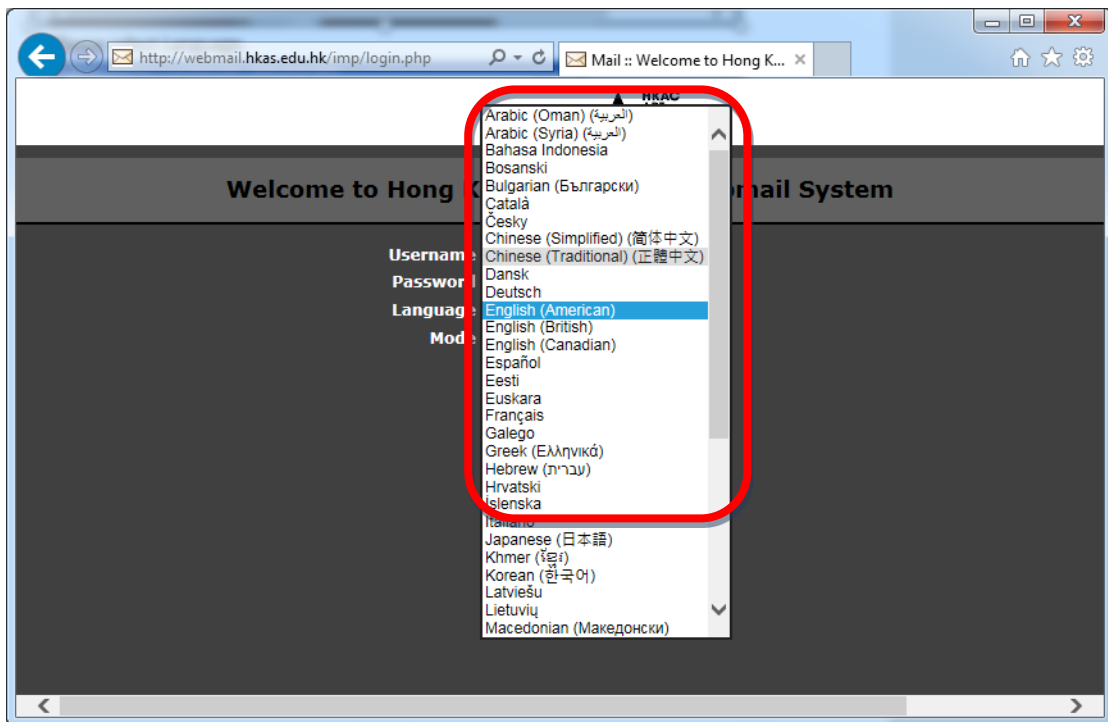 http://webmail.hkas.edu.hk/imp/login.php
Mail :: Welcome to Hong K...
HKAC
Welcome to Hong K mail System
Username
Password
Language
Mode
Arabic (Oman) (العربية)
Arabic (Syria) (العربية)
Bahasa Indonesia
Bosanski
Bulgarian (Български)
Català
Česky
Chinese (Simplified) (简体中文)
Chinese (Traditional) (正體中文)
Dansk
Deutsch
English (American)
English (British)
English (Canadian)
Español
Eesti
Euskara
Français
Galego
Greek (Ελληνικά)
Hebrew (עברית)
Hrvatski
Íslenska
Italiano
Japanese (日本語)
Khmer (ខ្មែរ)
Korean (한국어)
Latviešu
Lietuvių
Macedonian (Македонски)